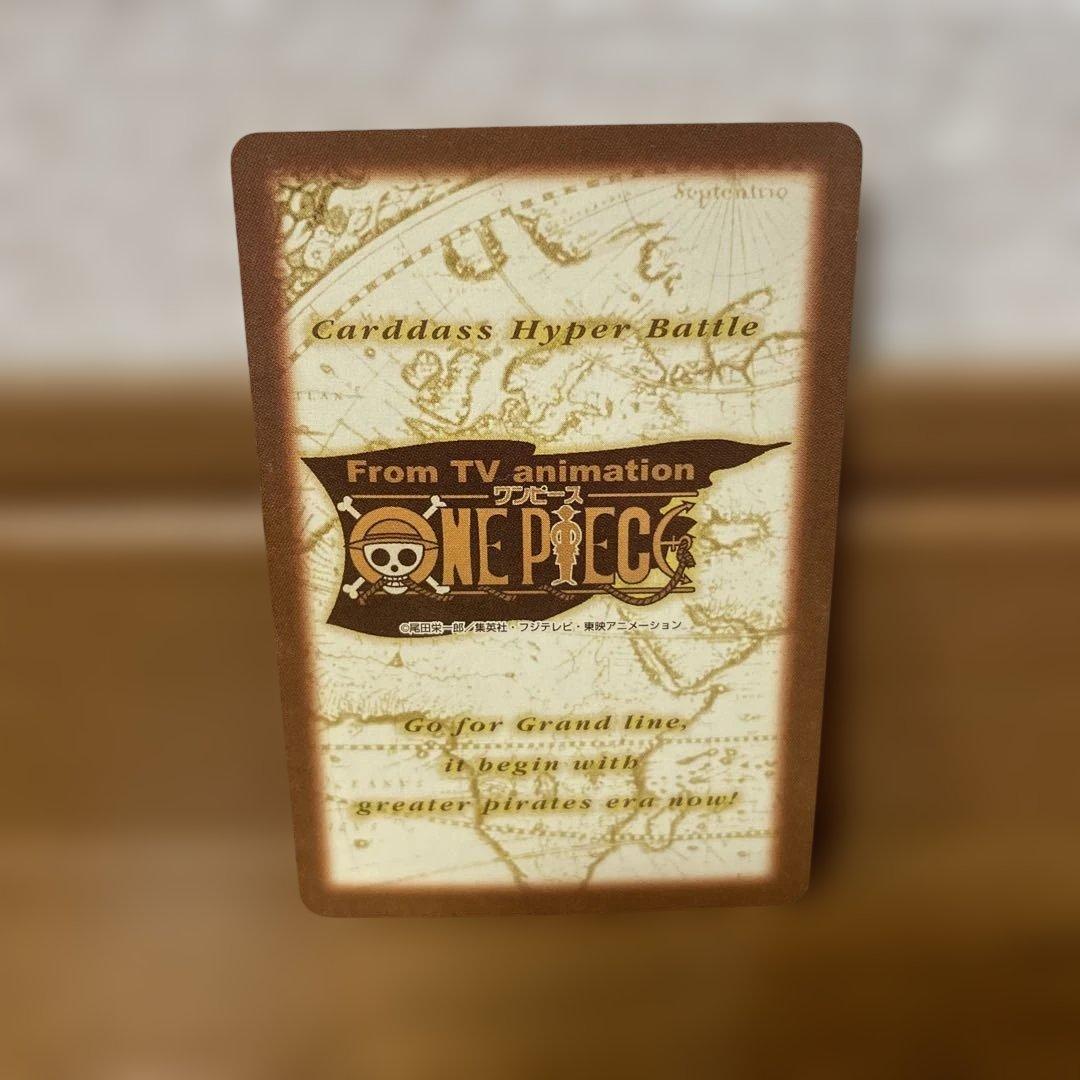 Septentrio
Carddass Hyper Battle
From TV animation
ワンピース
ONE PIECE
©尾田栄一郎／集英社・フジテレビ・東映アニメーション
Go for Grand line,
it begin with
greater pirates era now!